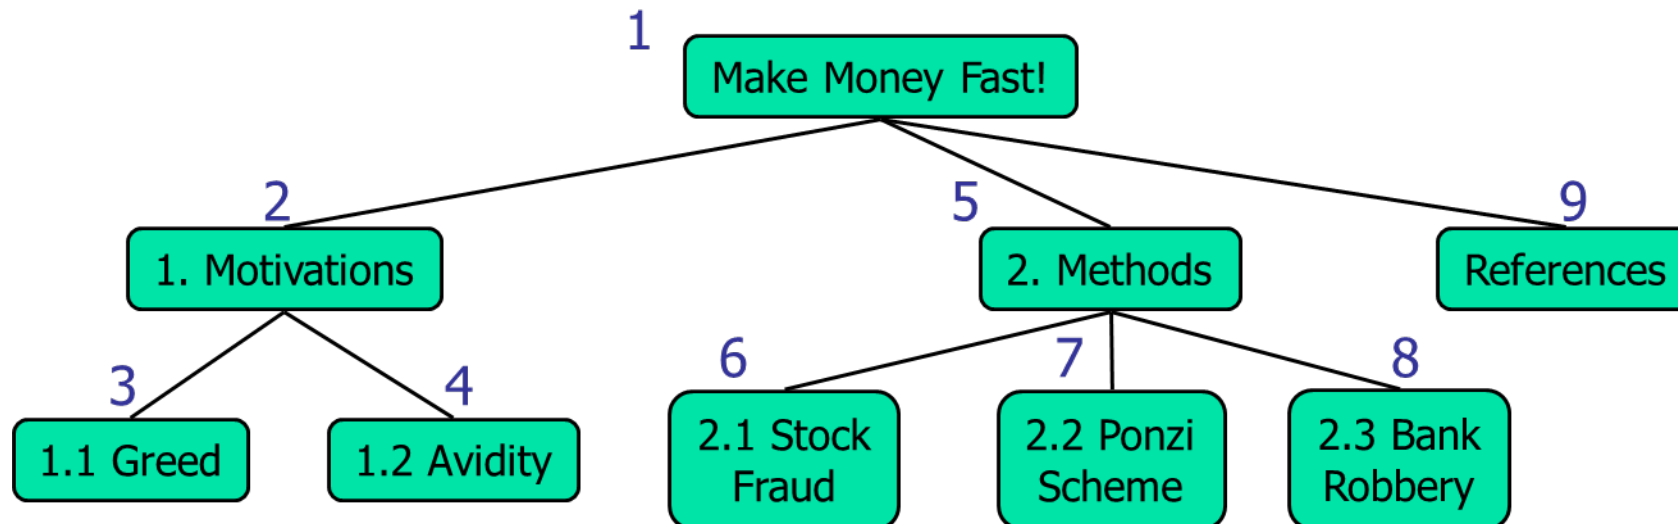 1
Make Money Fast!
2
5
9
1. Motivations
2. Methods
References
3
4
6
7
8
1.1 Greed
1.2 Avidity
2.1 Stock
Fraud
2.2 Ponzi
Scheme
2.3 Bank
Robbery